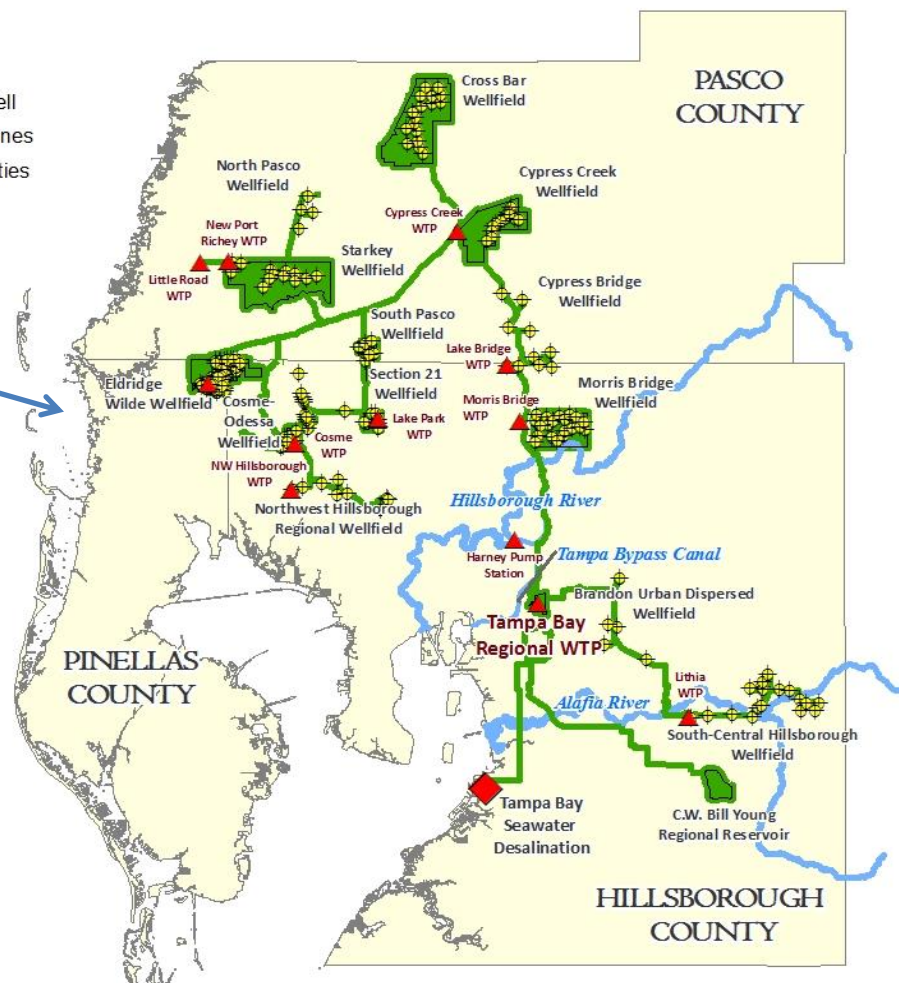 ell
nes
ties
Cross Bar
Wellfield
PASCO
COUNTY
North Pasco
Wellfield
Cypress Creek
Wellfield
Cypress Creek
WTP
New Port
Richey WTP
Starkey
Wellfield
Little Road
WTP
Cypress Bridge
Wellfield
South Pasco
Wellfield
Lake Bridge
WTP
Section 21
Wellfield
Eldridge
Wilde Wellfield
Morris Bridge
Wellfield
Morris Bridge
WTP
Cosme-
Odessa
Wellfield
Lake Park
WTP
Cosme
WTP
NW Hillsborough
WTP
Northwest Hillsborough
Regional Wellfield
Hillsborough River
Harney Pump
Station
Tampa Bypass Canal
Brandon Urban Dispersed
Wellfield
Tampa Bay
Regional WTP
PINELLAS
COUNTY
Lithia
WTP
Alafia River
South-Central Hillsborough
Wellfield
Tampa Bay
Seawater
Desalination
C.W. Bill Young
Regional Reservoir
HILLSBOROUGH
COUNTY